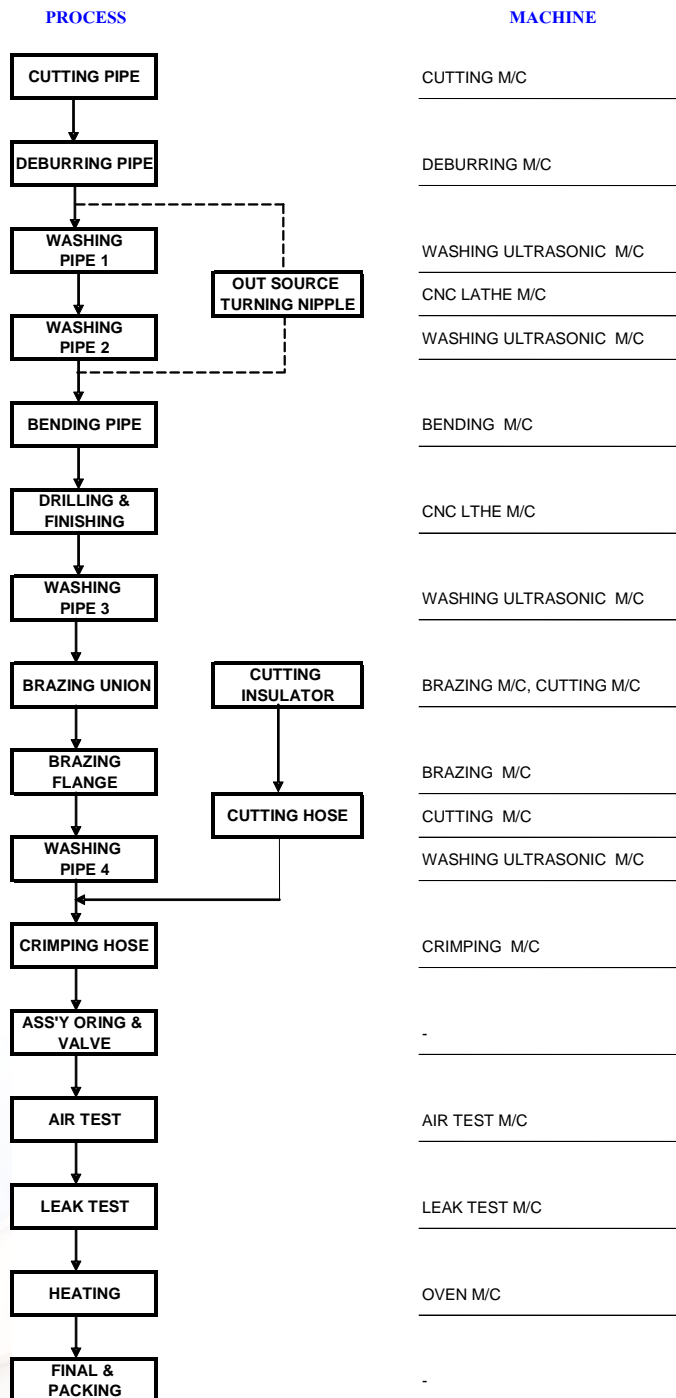 PROCESS
MACHINE
CUTTING PIPE
CUTTING M/C
DEBURRING PIPE
DEBURRING M/C
WASHING
PIPE 1
WASHING ULTRASONIC M/C
OUT SOURCE
TURNING NIPPLE
CNC LATHE M/C
WASHING
PIPE 2
WASHING ULTRASONIC M/C
BENDING PIPE
BENDING M/C
DRILLING &
FINISHING
CNC LTHE M/C
WASHING
PIPE 3
WASHING ULTRASONIC M/C
BRAZING UNION
CUTTING
INSULATOR
BRAZING M/C, CUTTING M/C
BRAZING
FLANGE
BRAZING M/C
CUTTING HOSE
CUTTING M/C
WASHING
PIPE 4
WASHING ULTRASONIC M/C
CRIMPING HOSE
CRIMPING M/C
ASS'Y ORING &
VALVE
-
AIR TEST
AIR TEST M/C
LEAK TEST
LEAK TEST M/C
HEATING
OVEN M/C
FINAL &
PACKING
-